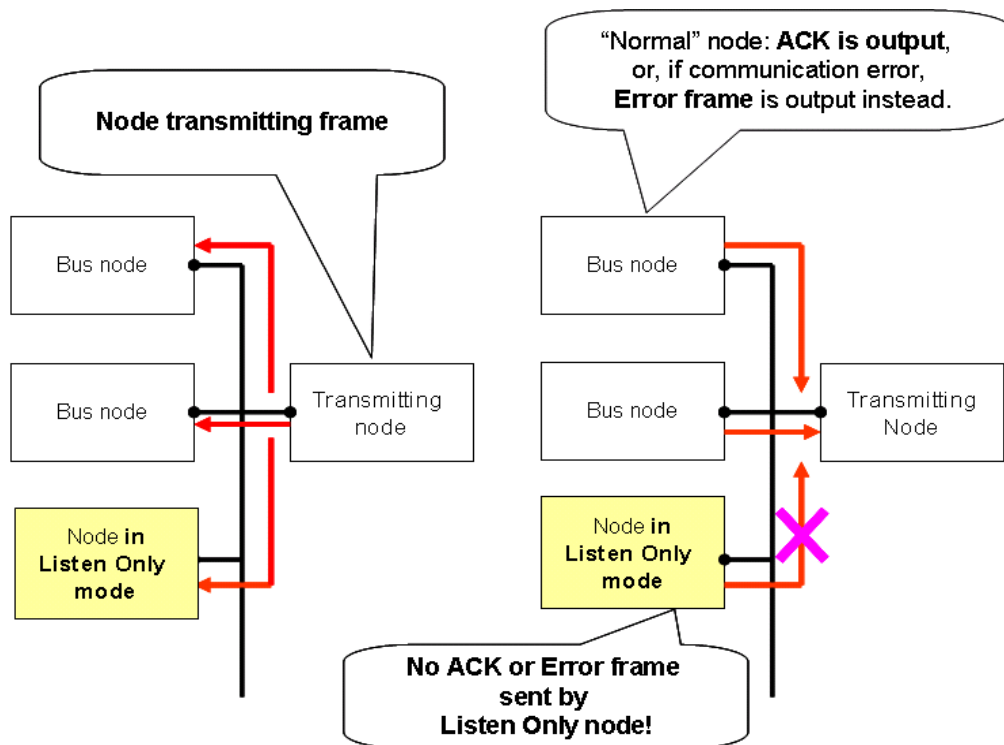 Node transmitting frame
Bus node
Bus node
Transmitting
node
Node in
Listen Only
mode
“Normal” node: ACK is output,
or, if communication error,
Error frame is output instead.
Bus node
Bus node
Transmitting
Node
Node in
Listen Only
mode
No ACK or Error frame
sent by
Listen Only node!